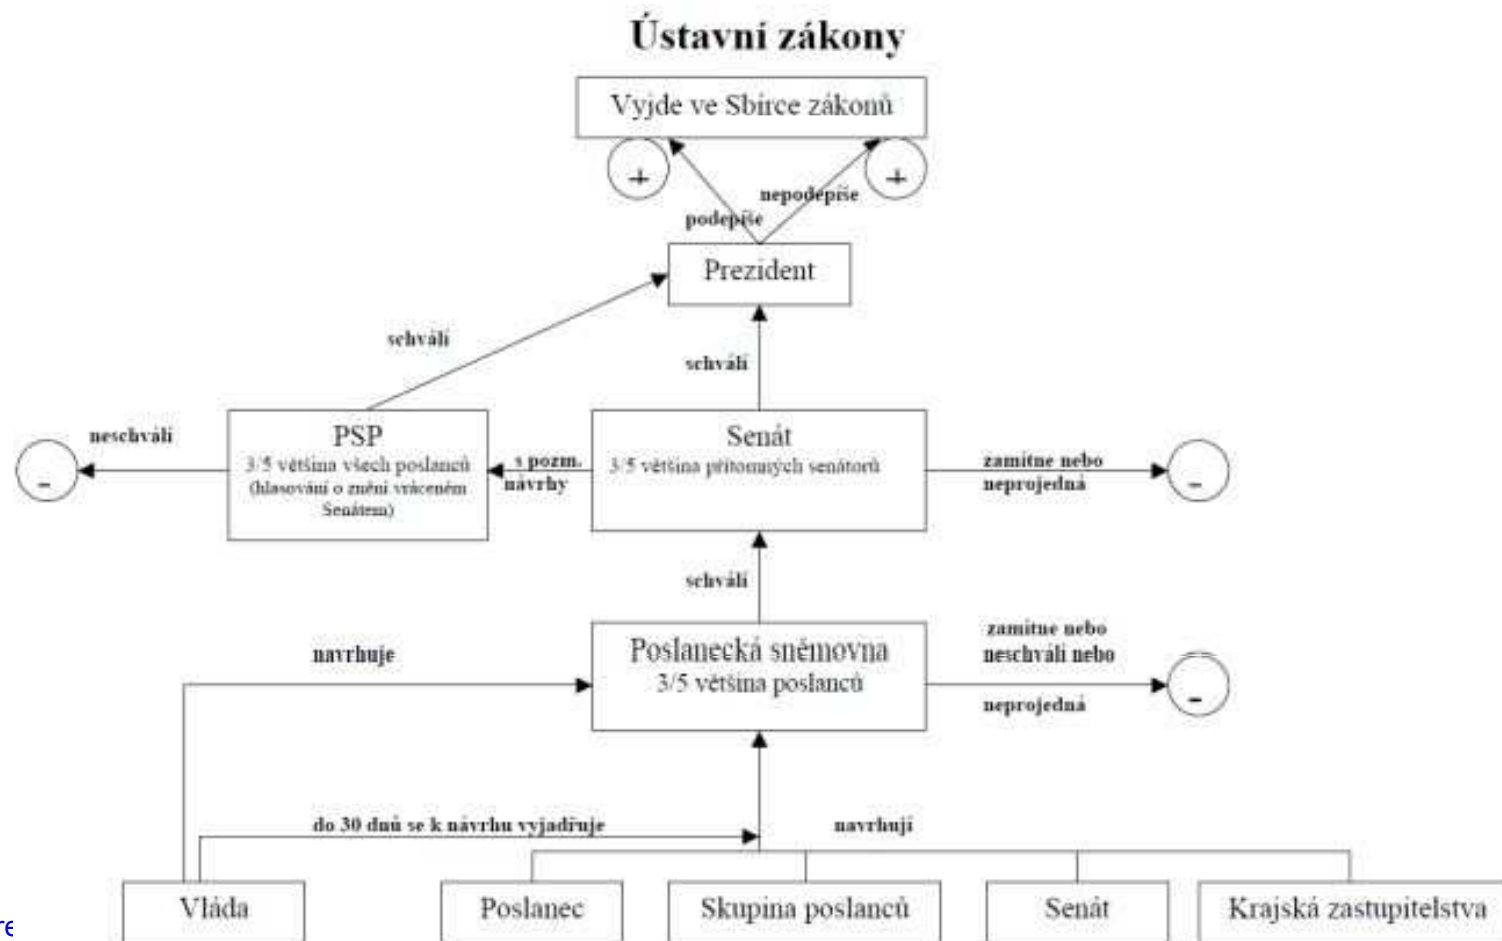 Ústavní zákony
Vyjde ve Sbírce zákonů
+
+
nepodepíše
podepíše
Prezident
schválí
schválí
neschválí
PSP
3/5 většina všech poslanců
(hlasování o znění vráceném
Senátem)
-
s pozm.
návrhy
Senát
3/5 většina přítomných senátorů
zamítne nebo
neprojedná
-
schválí
navrhuje
Poslanecká sněmovna
3/5 většina poslanců
zamítne nebo
neschválí nebo
neprojedná
-
do 30 dnů se k návrhu vyjadřuje
navrhují
Vláda
Poslanec
Skupina poslanců
Senát
Krajská zastupitelstva